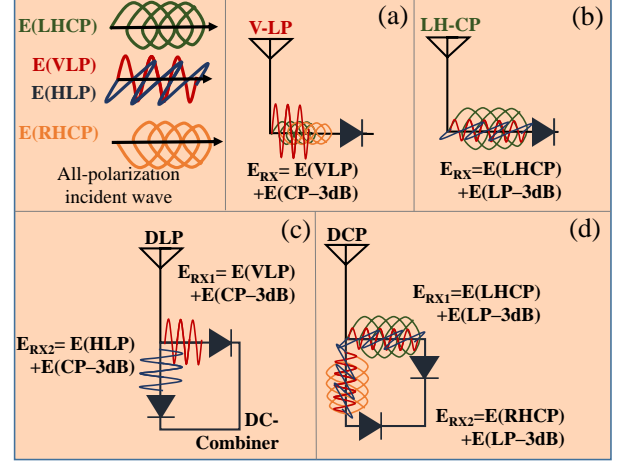 E(LHCP)
E(VLP)
E(HLP)
E(RHCP)
All-polarization
incident wave
(a)
V-LP
E_RX= E(VLP)
+E(CP–3dB)
(b)
LH-CP
E_RX=E(LHCP)
+E(LP–3dB)
(c)
DLP
E_RX1= E(VLP)
+E(CP–3dB)
E_RX2= E(HLP)
+E(CP–3dB)
DC-
Combiner
(d)
DCP
E_RX1=E(LHCP)
+E(LP–3dB)
E_RX2=E(RHCP)
+E(LP–3dB)